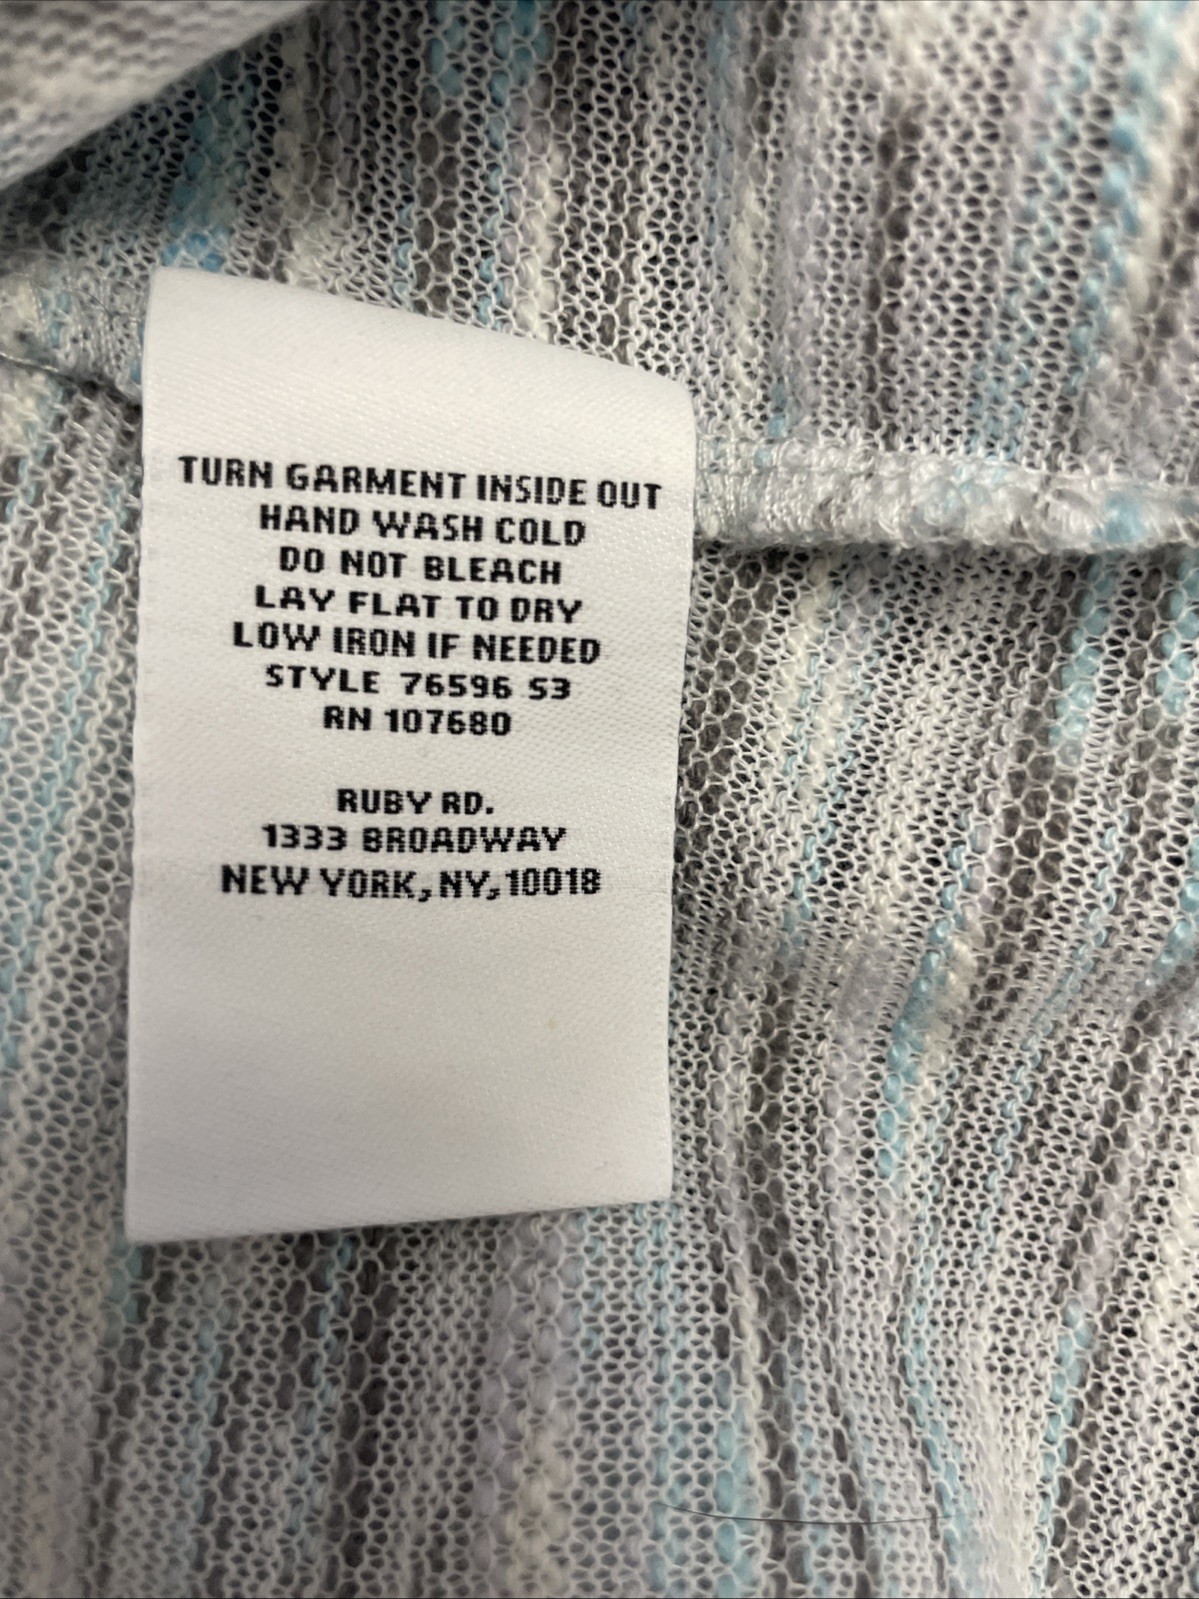 TURN GARMENT INSIDE OUT
HAND WASH COLD
DO NOT BLEACH
LAY FLAT TO DRY
LOW IRON IF NEEDED
STYLE 76596 S3
RN 107680
RUBY RD.
1333 BROADWAY
NEW YORK, NY, 10018